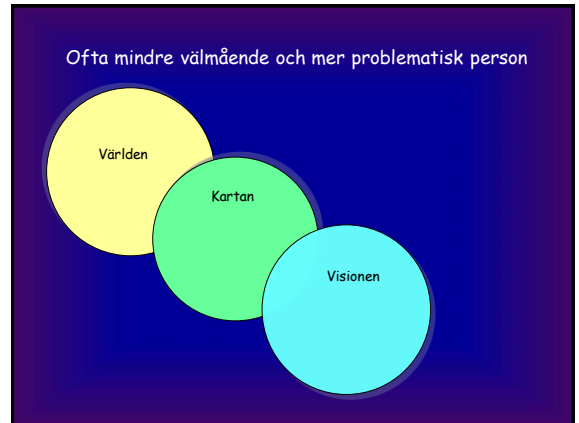 Ofta mindre välmående och mer problematisk person
Världen
Kartan
Visionen